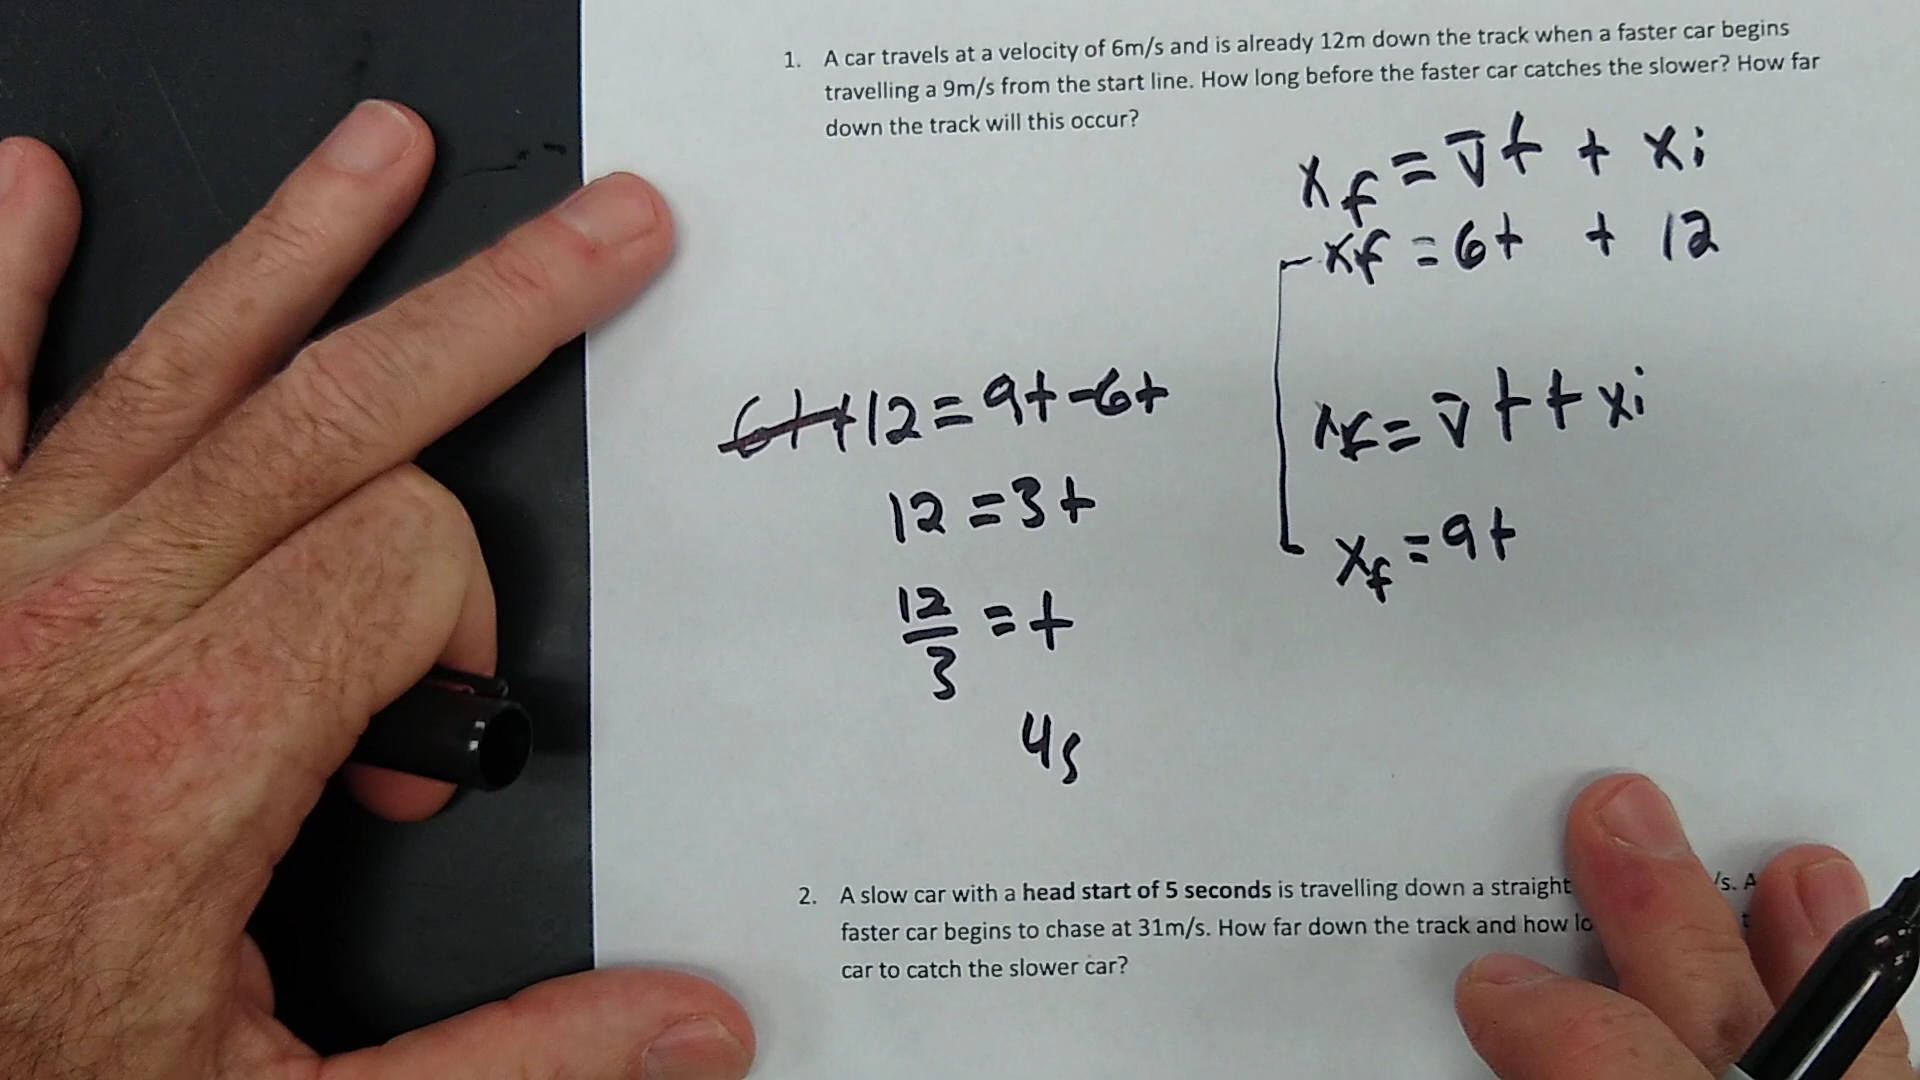 1. A car travels at a velocity of 6m/s and is already 12m down the track when a faster car begins
travelling a 9m/s from the start line. How long before the faster car catches the slower? How far
down the track will this occur?
xf = v̄t + xi
xf = 6t + 12
6t+12=9t-6t
xf = v̄t+xi
12=3t
xf=9t
12/3 = t
4s
2. A slow car with a head start of 5 seconds is travelling down a straight /s. A
faster car begins to chase at 31m/s. How far down the track and how
car to catch the slower car?